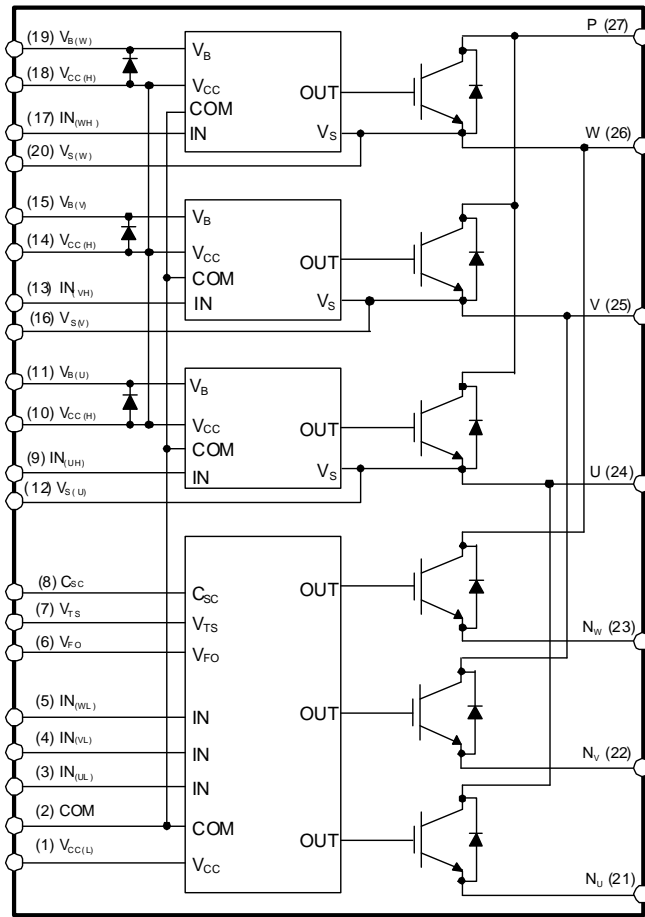 (19) VB(W)
(18) VCC(H)
(17) IN(WH)
(20) VS(W)
VB
VCC
COM
IN
OUT
VS
P (27)
W (26)
(15) VB(V)
(14) VCC(H)
(13) IN(VH)
(16) VS(V)
VB
VCC
COM
IN
OUT
VS
V (25)
(11) VB(U)
(10) VCC(H)
(9) IN(UH)
(12) VS(U)
VB
VCC
COM
IN
OUT
VS
U (24)
(8) CSC
(7) VTS
(6) VFO
(5) IN(WL)
(4) IN(VL)
(3) IN(UL)
(2) COM
(1) VCC(L)
CSC
VTS
VFO
IN
IN
IN
COM
VCC
OUT
OUT
OUT
NW (23)
NV (22)
NU (21)